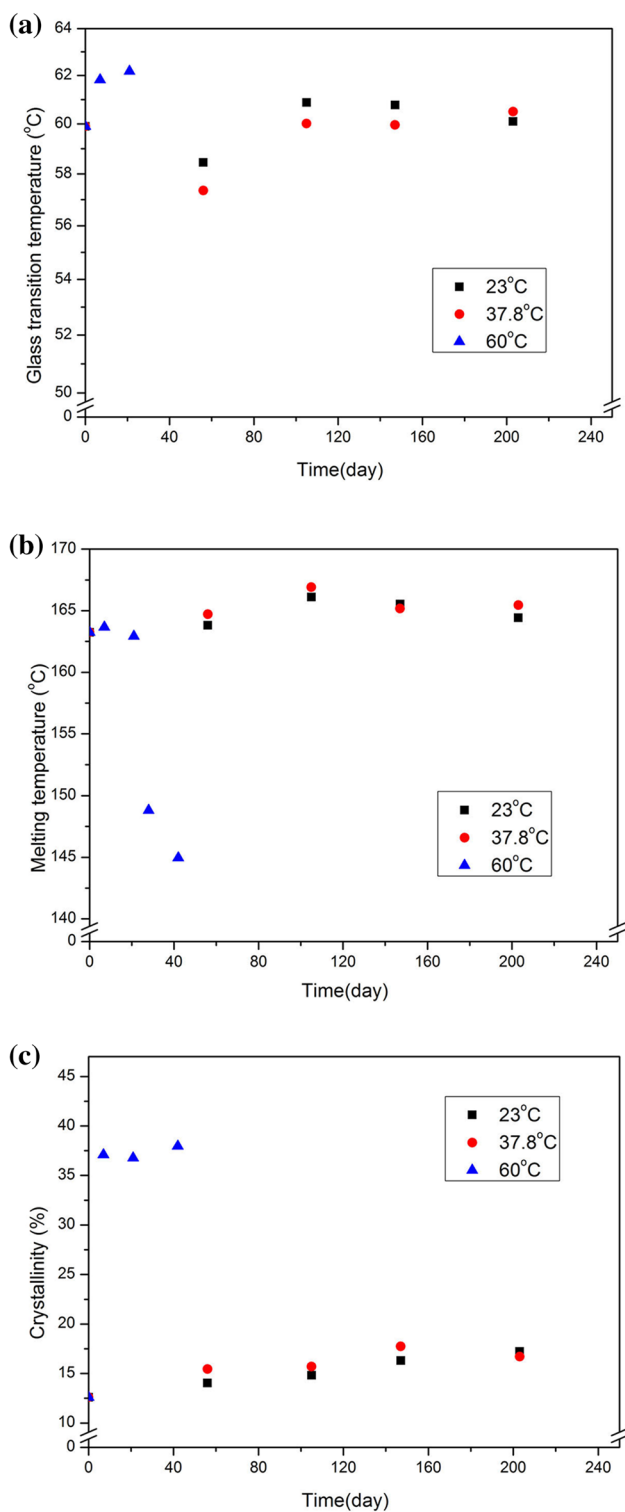 (a)
64
62
60
58
56
54
52
50
0
Glass transition temperature (°C)
23°C
37.8°C
60°C
0 40 80 120 160 200 240
Time(day)
(b)
170
165
160
155
150
145
140
0
Melting temperature (°C)
23°C
37.8°C
60°C
0 40 80 120 160 200 240
Time(day)
(c)
45
40
35
30
25
20
15
10
0
Crystallinity (%)
23°C
37.8°C
60°C
0 40 80 120 160 200 240
Time(day)